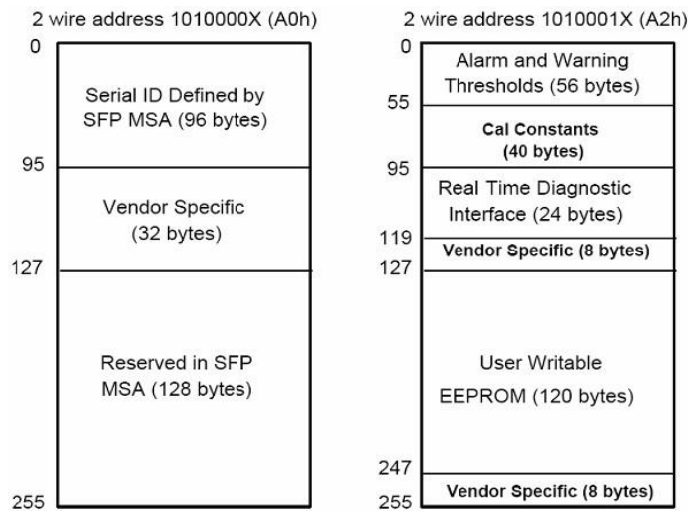 2 wire address 1010000X (A0h)
0
Serial ID Defined by
SFP MSA (96 bytes)
95
Vendor Specific
(32 bytes)
127
Reserved in SFP
MSA (128 bytes)
255
2 wire address 1010001X (A2h)
0
Alarm and Warning
Thresholds (56 bytes)
55
Cal Constants
(40 bytes)
95
Real Time Diagnostic
Interface (24 bytes)
119
Vendor Specific (8 bytes)
127
User Writable
EEPROM (120 bytes)
247
Vendor Specific (8 bytes)
255